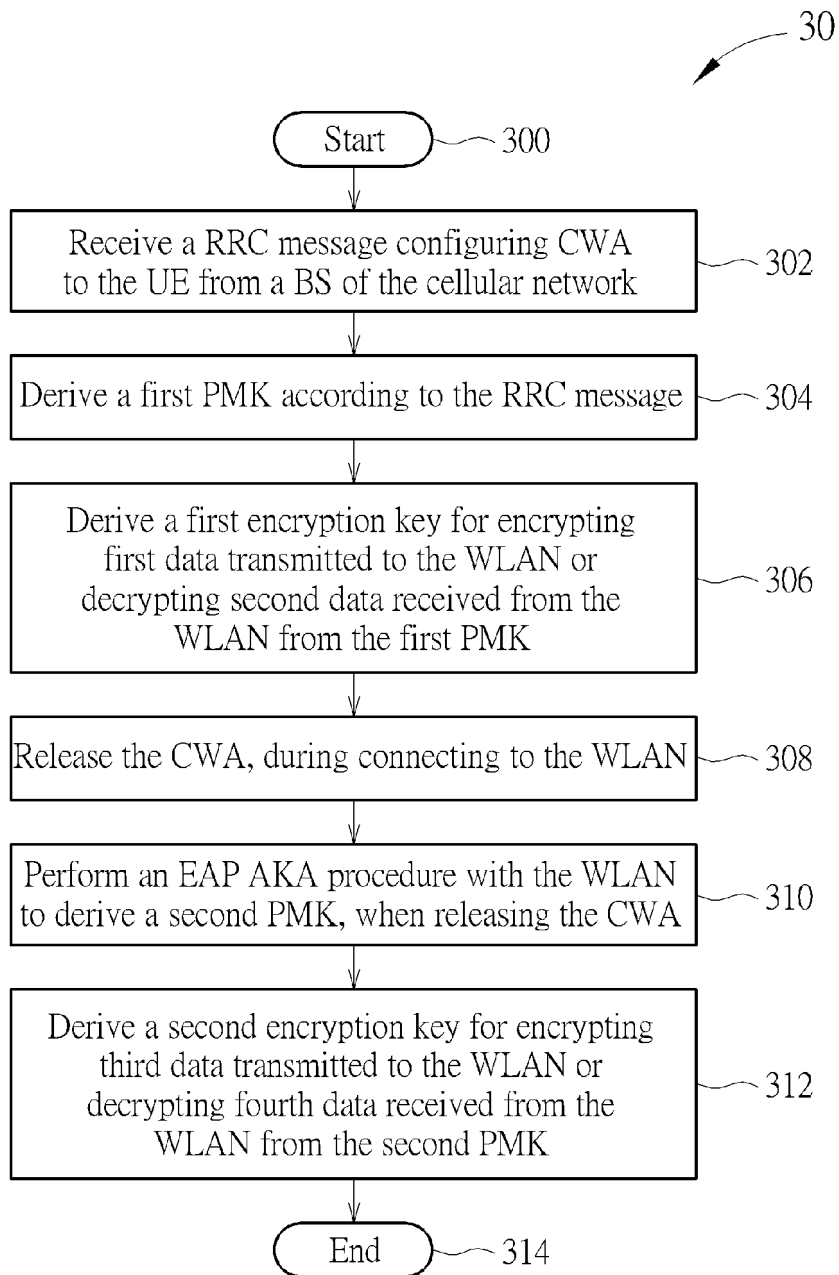 30
Start
300
Receive a RRC message configuring CWA
to the UE from a BS of the cellular network
302
Derive a first PMK according to the RRC message
304
Derive a first encryption key for encrypting
first data transmitted to the WLAN or
decrypting second data received from the
WLAN from the first PMK
306
Release the CWA, during connecting to the WLAN
308
Perform an EAP AKA procedure with the WLAN
to derive a second PMK, when releasing the CWA
310
Derive a second encryption key for encrypting
third data transmitted to the WLAN or
decrypting fourth data received from the
WLAN from the second PMK
312
End
314